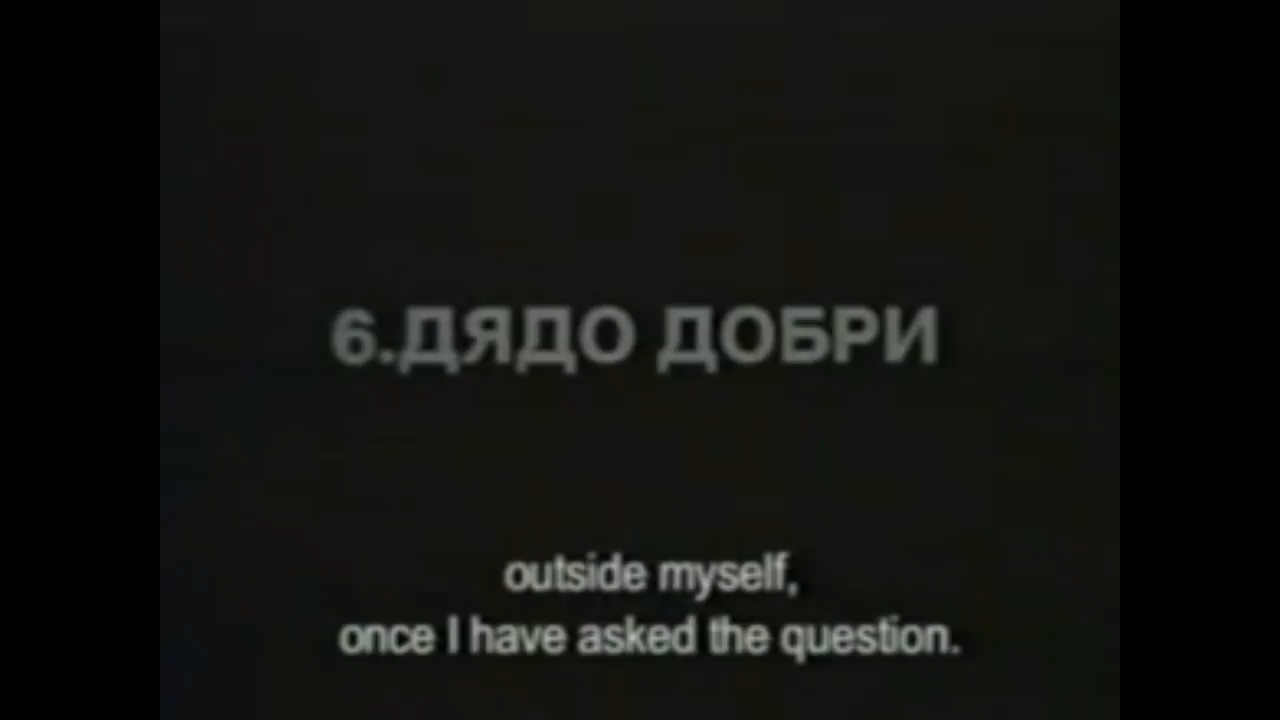 6.ДЯДО ДОБРИ
outside myself,
once I have asked the question.